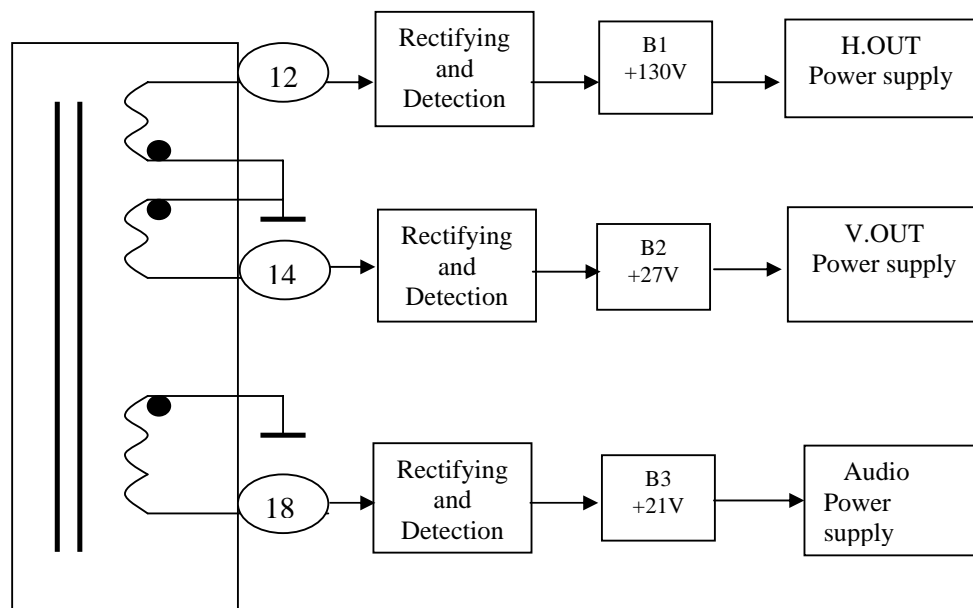 12
Rectifying
and
Detection
B1
+130V
H.OUT
Power supply
14
Rectifying
and
Detection
B2
+27V
V.OUT
Power supply
18
Rectifying
and
Detection
B3
+21V
Audio
Power
supply